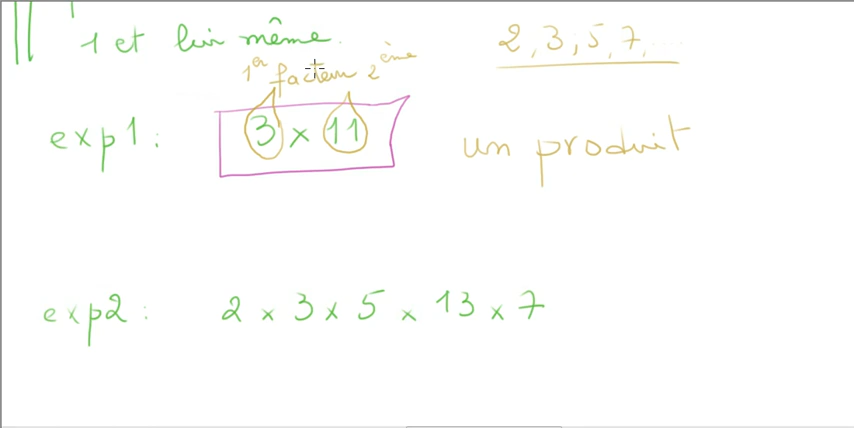 1 et lui même. 2, 3, 5, 7, ...
1er facteur 2ème
exp1: 3 x 11 un produit
exp2: 2 x 3 x 5 x 13 x 7